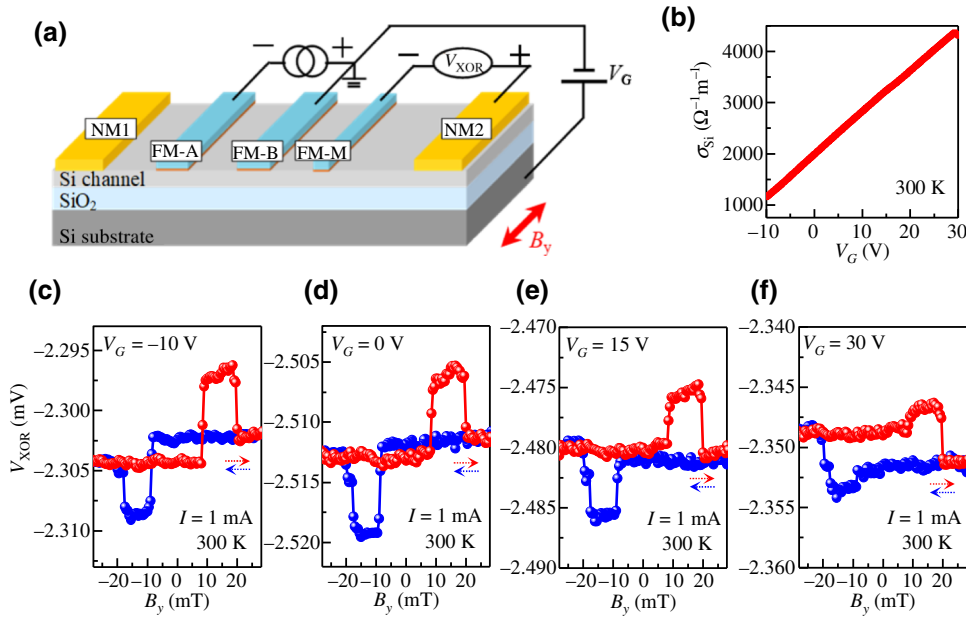 (a)
− + − V_XOR + V_G
NM1 FM-A FM-B FM-M NM2
Si channel
SiO₂
Si substrate
B_y
(b)
σ_Si (Ω⁻¹m⁻¹)
4000
3000
2000
1000
300 K
−10 0 10 20 30
V_G (V)
(c)
V_G = −10 V
V_XOR (mV)
−2.295
−2.300
−2.305
−2.310
I = 1 mA
300 K
−20 −10 0 10 20
B_y (mT)
(d)
V_G = 0 V
−2.505
−2.510
−2.515
−2.520
I = 1 mA
300 K
−20 −10 0 10 20
B_y (mT)
(e)
V_G = 15 V
−2.470
−2.475
−2.480
−2.485
−2.490
I = 1 mA
300 K
−20 −10 0 10 20
B_y (mT)
(f)
V_G = 30 V
−2.340
−2.345
−2.350
−2.355
−2.360
I = 1 mA
300 K
−20 −10 0 10 20
B_y (mT)